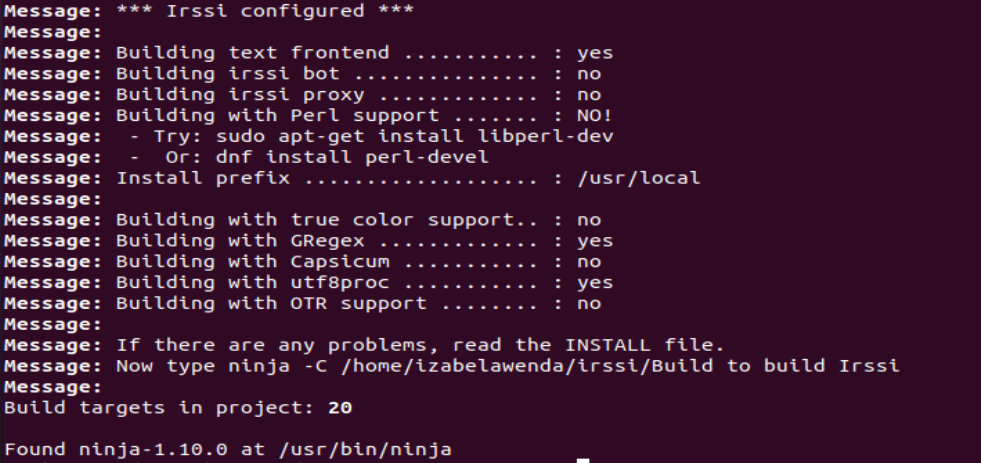 Message: *** Irssi configured ***
Message:
Message: Building text frontend ........... : yes
Message: Building irssi bot ............... : no
Message: Building irssi proxy ............. : no
Message: Building with Perl support ....... : NO!
Message:  - Try: sudo apt-get install libperl-dev
Message:  -  Or: dnf install perl-devel
Message: Install prefix ................... : /usr/local
Message:
Message: Building with true color support.. : no
Message: Building with GRegex ............. : yes
Message: Building with Capsicum ........... : no
Message: Building with utf8proc ........... : yes
Message: Building with OTR support ........ : no
Message:
Message: If there are any problems, read the INSTALL file.
Message: Now type ninja -C /home/izabelawenda/irssi/Build to build Irssi
Message:
Build targets in project: 20
Found ninja-1.10.0 at /usr/bin/ninja